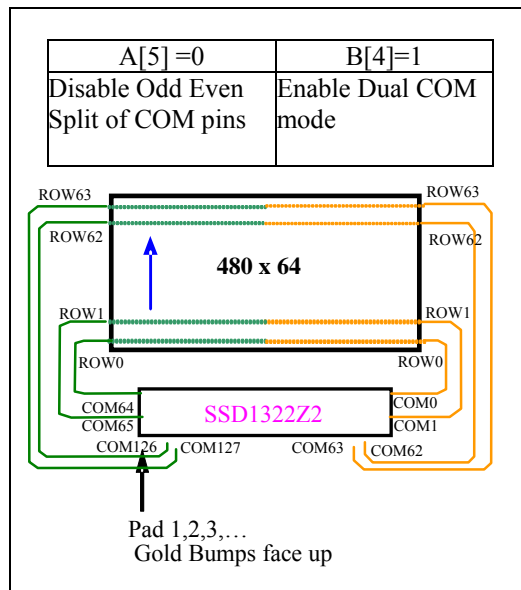 A[5] =0
B[4]=1
Disable Odd Even
Split of COM pins
Enable Dual COM
mode
ROW63
ROW63
ROW62
ROW62
480 x 64
ROW1
ROW1
ROW0
ROW0
COM64
COM0
SSD1322Z2
COM65
COM1
COM126
COM127
COM63
COM62
Pad 1,2,3,…
Gold Bumps face up